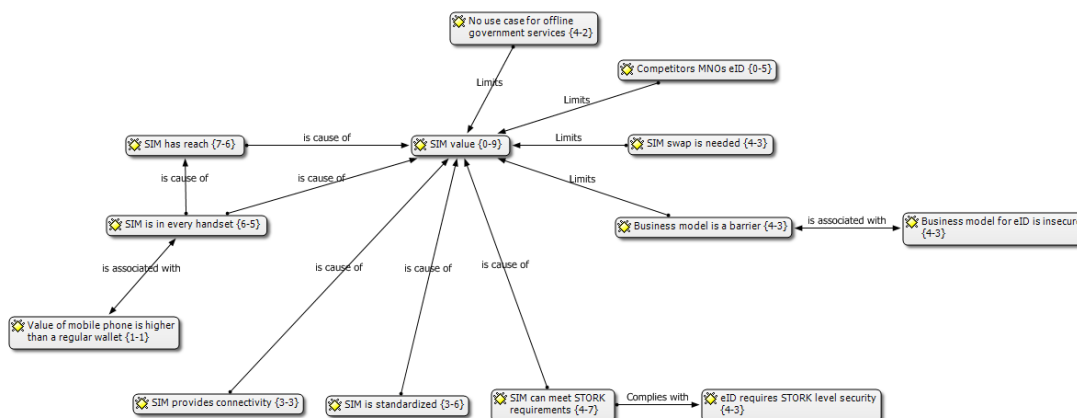 No use case for offline
government services {4-2}
Competitors MNOs eID {0-5}
Limits
Limits
SIM has reach {7-6}
is cause of
SIM value {0-9}
Limits
SIM swap is needed {4-3}
is cause of
is cause of
Limits
SIM is in every handset {6-5}
Business model is a barrier {4-3}
is associated with
Business model for eID is insecure
{4-3}
is associated with
is cause of
is cause of
is cause of
Value of mobile phone is higher
than a regular wallet {1-1}
SIM provides connectivity {3-3}
SIM is standardized {3-6}
SIM can meet STORK
requirements {4-7}
Complies with
eID requires STORK level security
{4-3}